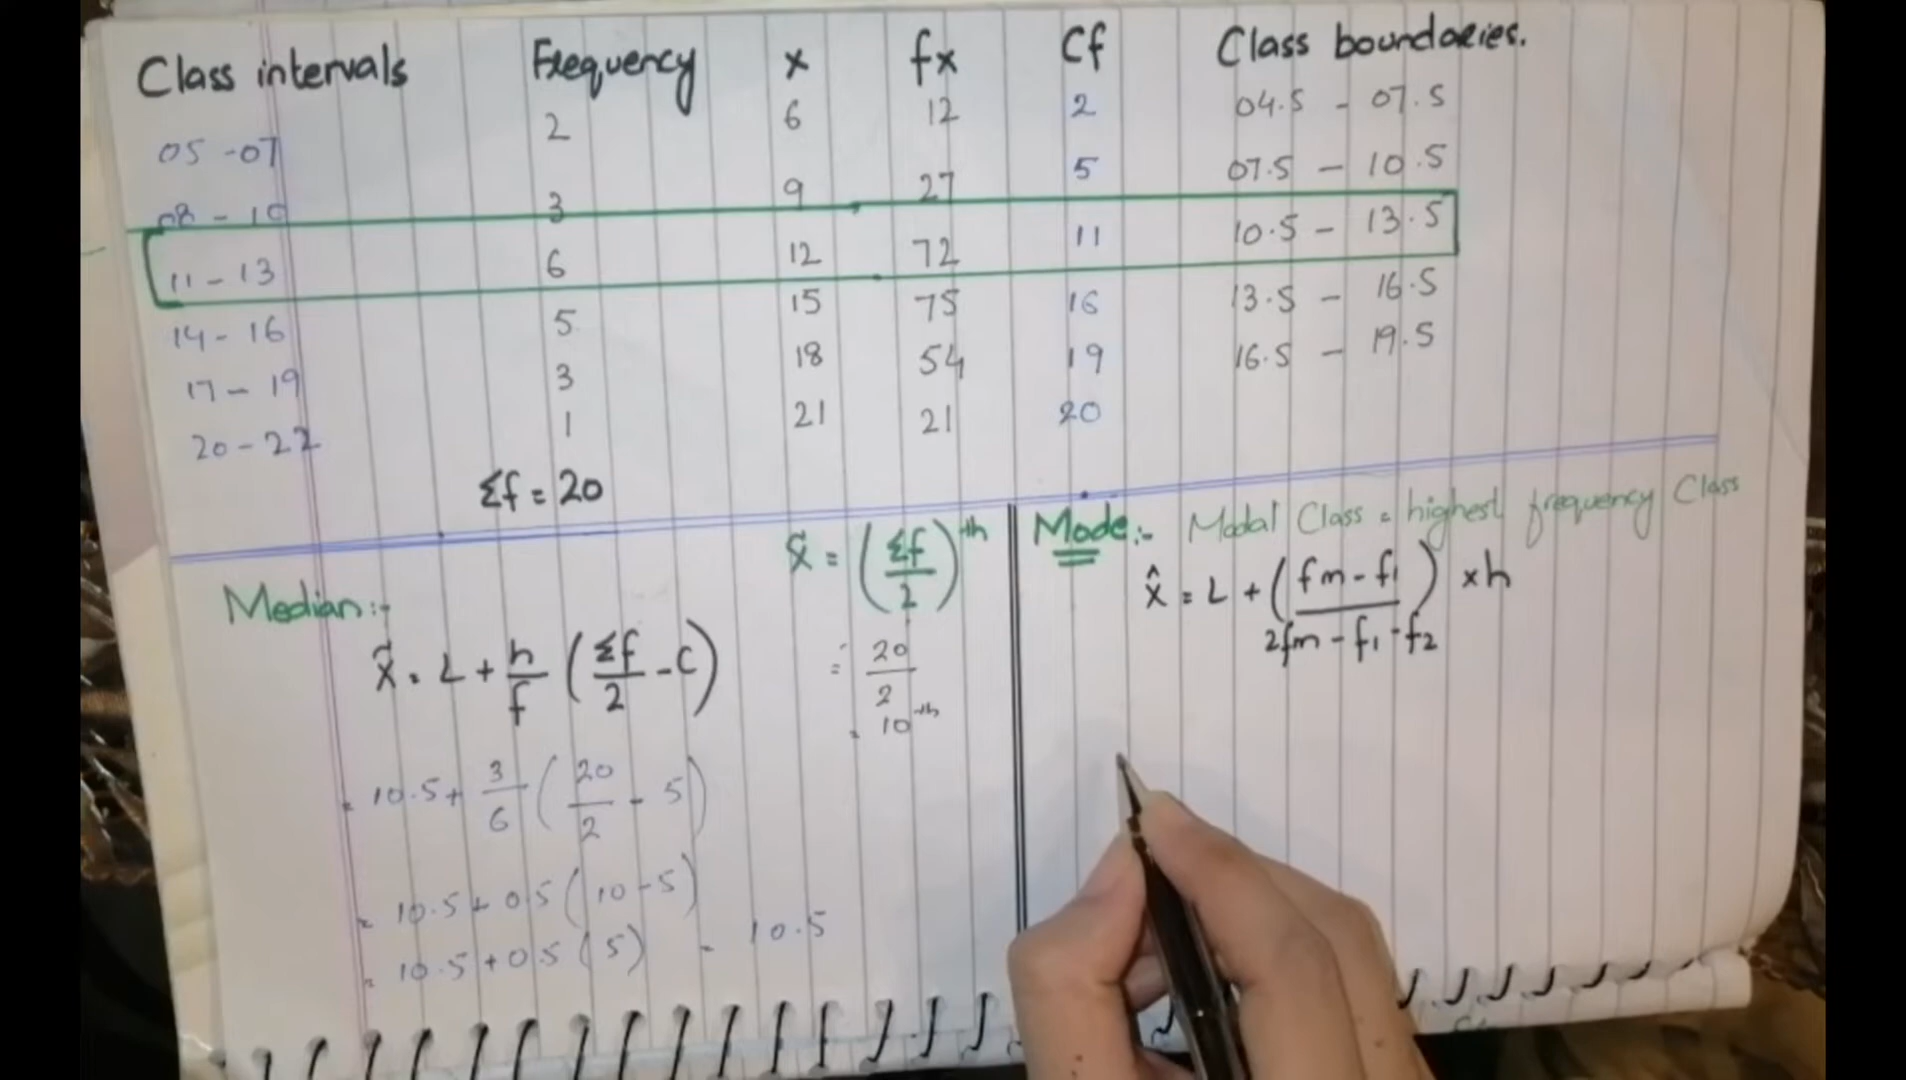 Class intervals Frequency x fx Cf Class boundaries.
05 - 07 2 6 12 2 04.5 - 07.5
08 - 10 3 9 27 5 07.5 - 10.5
11 - 13 6 12 72 11 10.5 - 13.5
14 - 16 5 15 75 16 13.5 - 16.5
17 - 19 3 18 54 19 16.5 - 19.5
20 - 22 1 21 21 20
Σf = 20
Median:-
x̃ = (Σf/2)th
x̃ = L + h/f (Σf/2 - C)
= 20/2
= 10th
= 10.5 + 3/6 (20/2 - 5)
= 10.5 + 0.5 (10 - 5)
= 10.5 + 0.5 (5) = 10.5
Mode:- Modal Class = highest frequency Class
x̂ = L + (fm - f1 / 2fm - f1 - f2) × h